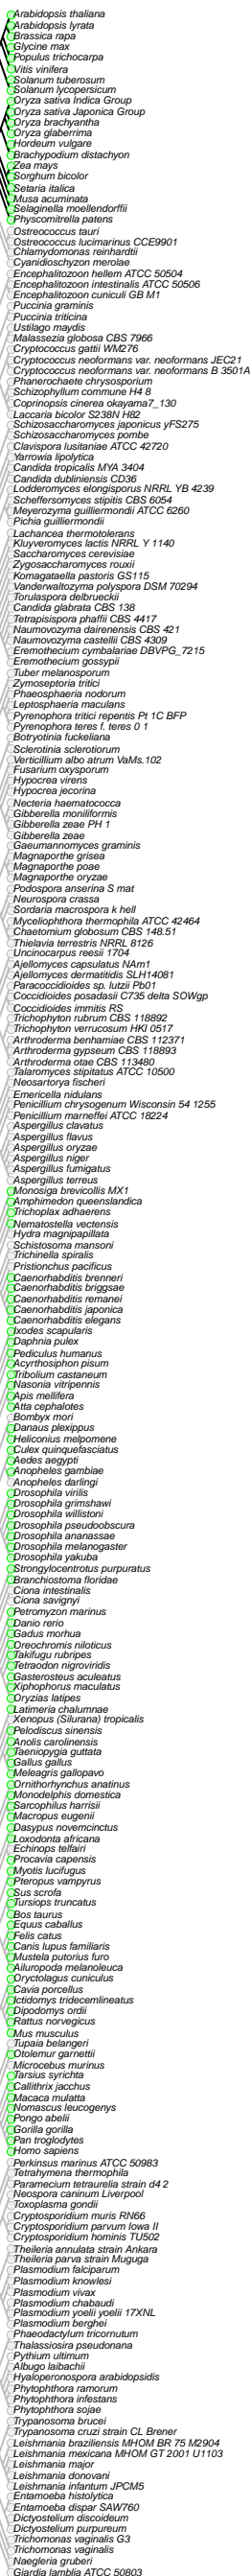 Arabidopsis thaliana
Arabidopsis lyrata
Brassica rapa
Glycine max
Populus trichocarpa
Vitis vinifera
Solanum tuberosum
Solanum lycopersicum
Oryza sativa Indica Group
Oryza sativa Japonica Group
Oryza brachyantha
Oryza glaberrima
Hordeum vulgare
Brachypodium distachyon
Zea mays
Sorghum bicolor
Setaria italica
Musa acuminata
Selaginella moellendorffii
Physcomitrella patens
Ostreococcus tauri
Ostreococcus lucimarinus CCE9901
Chlamydomonas reinhardtii
Cyanidioschyzon merolae
Encephalitozoon hellem ATCC 50504
Encephalitozoon intestinalis ATCC 50506
Encephalitozoon cuniculi GB M1
Puccinia graminis
Puccinia triticina
Ustilago maydis
Malassezia globosa CBS 7966
Cryptococcus gattii WM276
Cryptococcus neoformans var. neoformans JEC21
Cryptococcus neoformans var. neoformans B 3501A
Phanerochaete chrysosporium
Schizophyllum commune H4 8
Coprinopsis cinerea okayama7_130
Laccaria bicolor S238N H82
Schizosaccharomyces japonicus yFS275
Schizosaccharomyces pombe
Clavispora lusitaniae ATCC 42720
Yarrowia lipolytica
Candida tropicalis MYA 3404
Candida dubliniensis CD36
Lodderomyces elongisporus NRRL YB 4239
Scheffersomyces stipitis CBS 6054
Meyerozyma guilliermondii ATCC 6260
Pichia guilliermondii
Lachancea thermotolerans
Kluyveromyces lactis NRRL Y 1140
Saccharomyces cerevisiae
Zygosaccharomyces rouxii
Komagataella pastoris GS115
Vanderwaltozyma polyspora DSM 70294
Torulaspora delbrueckii
Candida glabrata CBS 138
Tetrapisispora phaffii CBS 4417
Naumovozyma dairenensis CBS 421
Naumovozyma castellii CBS 4309
Eremothecium cymbalariae DBVPG_7215
Eremothecium gossypii
Tuber melanosporum
Zymoseptoria tritici
Phaeosphaeria nodorum
Leptosphaeria maculans
Pyrenophora tritici repentis Pt 1C BFP
Pyrenophora teres f. teres 0 1
Botryotinia fuckeliana
Sclerotinia sclerotiorum
Verticillium albo atrum VaMs.102
Fusarium oxysporum
Hypocrea virens
Hypocrea jecorina
Nectria haematococca
Gibberella moniliformis
Gibberella zeae PH 1
Gibberella zeae
Gaeumannomyces graminis
Magnaporthe grisea
Magnaporthe poae
Magnaporthe oryzae
Podospora anserina S mat
Neurospora crassa
Sordaria macrospora k hell
Myceliophthora thermophila ATCC 42464
Chaetomium globosum CBS 148.51
Thielavia terrestris NRRL 8126
Uncinocarpus reesii 1704
Ajellomyces capsulatus NAm1
Ajellomyces dermatitidis SLH14081
Paracoccidioides sp. lutzii Pb01
Coccidioides posadasii C735 delta SOWgp
Coccidioides immitis RS
Trichophyton rubrum CBS 118892
Trichophyton verrucosum HKI 0517
Arthroderma benhamiae CBS 112371
Arthroderma gypseum CBS 118893
Arthroderma otae CBS 113480
Talaromyces stipitatus ATCC 10500
Neosartorya fischeri
Emericella nidulans
Penicillium chrysogenum Wisconsin 54 1255
Penicillium marneffei ATCC 18224
Aspergillus clavatus
Aspergillus flavus
Aspergillus oryzae
Aspergillus niger
Aspergillus fumigatus
Aspergillus terreus
Monosiga brevicollis MX1
Amphimedon queenslandica
Trichoplax adhaerens
Nematostella vectensis
Hydra magnipapillata
Schistosoma mansoni
Trichinella spiralis
Pristionchus pacificus
Caenorhabditis brenneri
Caenorhabditis briggsae
Caenorhabditis remanei
Caenorhabditis japonica
Caenorhabditis elegans
Ixodes scapularis
Daphnia pulex
Pediculus humanus
Acyrthosiphon pisum
Tribolium castaneum
Nasonia vitripennis
Apis mellifera
Atta cephalotes
Bombyx mori
Danaus plexippus
Heliconius melpomene
Culex quinquefasciatus
Aedes aegypti
Anopheles gambiae
Anopheles darlingi
Drosophila virilis
Drosophila grimshawi
Drosophila willistoni
Drosophila pseudoobscura
Drosophila ananassae
Drosophila melanogaster
Drosophila yakuba
Strongylocentrotus purpuratus
Branchiostoma floridae
Ciona intestinalis
Ciona savignyi
Petromyzon marinus
Danio rerio
Gadus morhua
Oreochromis niloticus
Takifugu rubripes
Tetraodon nigroviridis
Gasterosteus aculeatus
Xiphophorus maculatus
Oryzias latipes
Latimeria chalumnae
Xenopus (Silurana) tropicalis
Pelodiscus sinensis
Anolis carolinensis
Taeniopygia guttata
Gallus gallus
Meleagris gallopavo
Ornithorhynchus anatinus
Monodelphis domestica
Sarcophilus harrisii
Macropus eugenii
Dasypus novemcinctus
Loxodonta africana
Echinops telfairi
Procavia capensis
Myotis lucifugus
Pteropus vampyrus
Sus scrofa
Tursiops truncatus
Bos taurus
Equus caballus
Felis catus
Canis lupus familiaris
Mustela putorius furo
Ailuropoda melanoleuca
Oryctolagus cuniculus
Cavia porcellus
Ictidomys tridecemlineatus
Dipodomys ordii
Rattus norvegicus
Mus musculus
Tupaia belangeri
Otolemur garnettii
Microcebus murinus
Tarsius syrichta
Callithrix jacchus
Macaca mulatta
Nomascus leucogenys
Pongo abelii
Gorilla gorilla
Pan troglodytes
Homo sapiens
Perkinsus marinus ATCC 50983
Tetrahymena thermophila
Paramecium tetraurelia strain d4 2
Neospora caninum Liverpool
Toxoplasma gondii
Cryptosporidium muris RN66
Cryptosporidium parvum Iowa II
Cryptosporidium hominis TU502
Theileria annulata strain Ankara
Theileria parva strain Muguga
Plasmodium falciparum
Plasmodium knowlesi
Plasmodium vivax
Plasmodium chabaudi
Plasmodium yoelii yoelii 17XNL
Plasmodium berghei
Phaeodactylum tricornutum
Thalassiosira pseudonana
Pythium ultimum
Albugo laibachii
Hyaloperonospora arabidopsidis
Phytophthora ramorum
Phytophthora infestans
Phytophthora sojae
Trypanosoma brucei
Trypanosoma cruzi strain CL Brener
Leishmania braziliensis MHOM BR 75 M2904
Leishmania mexicana MHOM GT 2001 U1103
Leishmania major
Leishmania donovani
Leishmania infantum JPCM5
Entamoeba histolytica
Entamoeba dispar SAW760
Dictyostelium discoideum
Dictyostelium purpureum
Trichomonas vaginalis G3
Trichomonas vaginalis
Naegleria gruberi
Giardia lamblia ATCC 50803